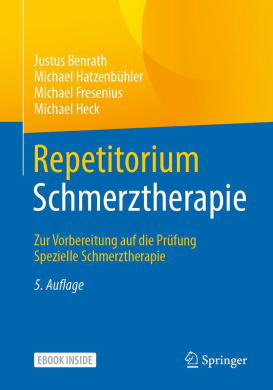 Justus Benrath
Michael Hatzenbühler
Michael Fresenius
Michael Heck
Repetitorium
Schmerztherapie
Zur Vorbereitung auf die Prüfung
Spezielle Schmerztherapie
5. Auflage
EBOOK INSIDE
Springer